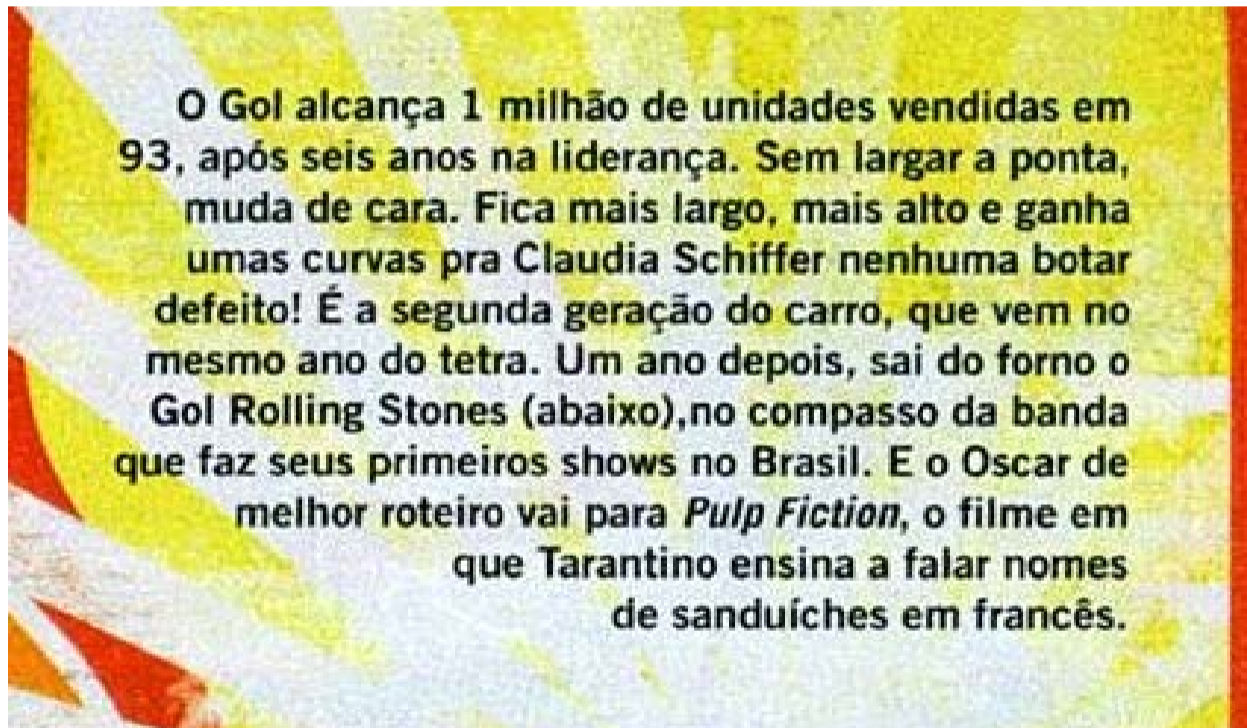 O Gol alcança 1 milhão de unidades vendidas em
93, após seis anos na liderança. Sem largar a ponta,
muda de cara. Fica mais largo, mais alto e ganha
umas curvas pra Claudia Schiffer nenhuma botar
defeito! É a segunda geração do carro, que vem no
mesmo ano do tetra. Um ano depois, sai do forno o
Gol Rolling Stones (abaixo),no compasso da banda
que faz seus primeiros shows no Brasil. E o Oscar de
melhor roteiro vai para Pulp Fiction, o filme em
que Tarantino ensina a falar nomes
de sanduíches em francês.